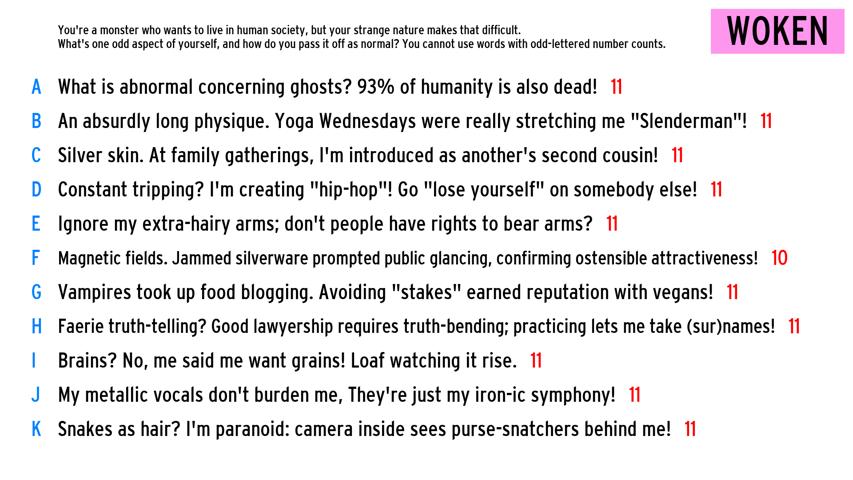 You're a monster who wants to live in human society, but your strange nature makes that difficult.
What's one odd aspect of yourself, and how do you pass it off as normal? You cannot use words with odd-lettered number counts.
WOKEN
A What is abnormal concerning ghosts? 93% of humanity is also dead! 11
B An absurdly long physique. Yoga Wednesdays were really stretching me "Slenderman"! 11
C Silver skin. At family gatherings, I'm introduced as another's second cousin! 11
D Constant tripping? I'm creating "hip-hop"! Go "lose yourself" on somebody else! 11
E Ignore my extra-hairy arms; don't people have rights to bear arms? 11
F Magnetic fields. Jammed silverware prompted public glancing, confirming ostensible attractiveness! 10
G Vampires took up food blogging. Avoiding "stakes" earned reputation with vegans! 11
H Faerie truth-telling? Good lawyership requires truth-bending; practicing lets me take (sur)names! 11
I Brains? No, me said me want grains! Loaf watching it rise. 11
J My metallic vocals don't burden me, They're just my iron-ic symphony! 11
K Snakes as hair? I'm paranoid: camera inside sees purse-snatchers behind me! 11